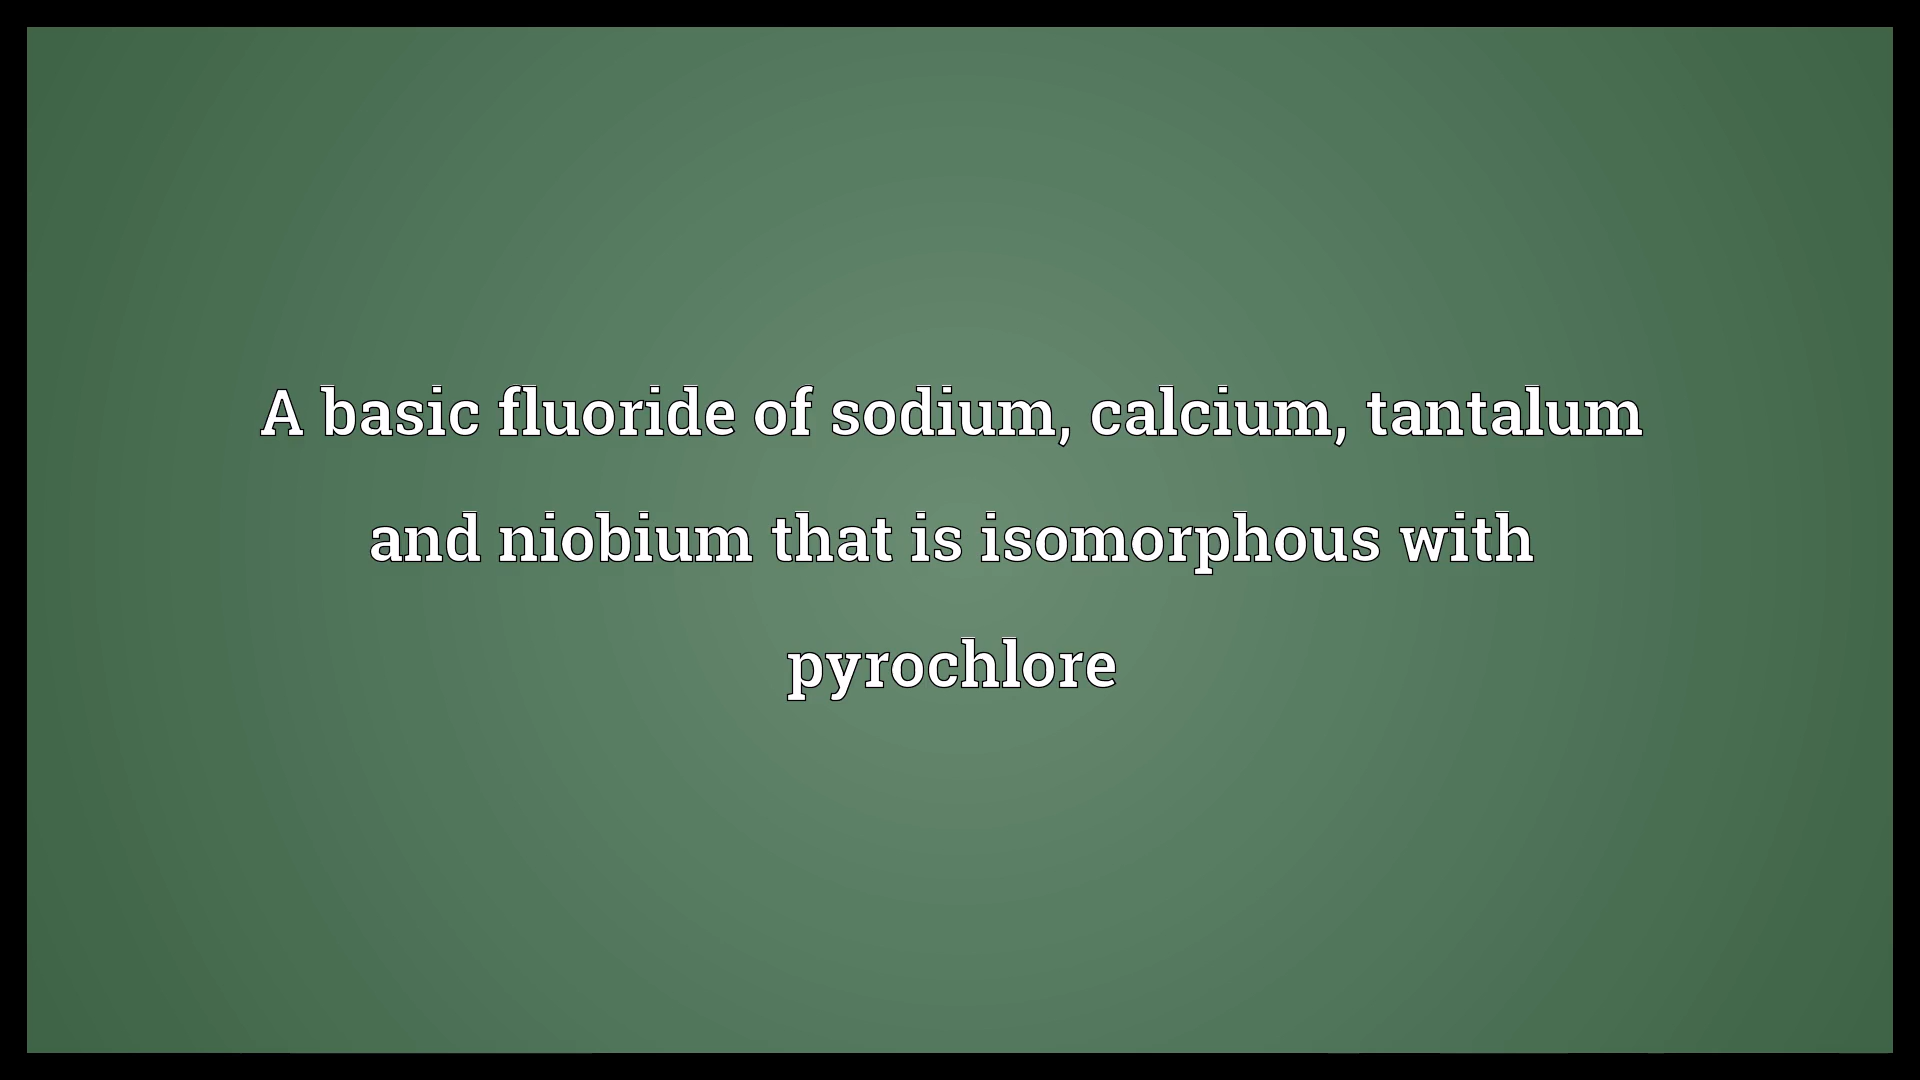 A basic fluoride of sodium, calcium, tantalum
and niobium that is isomorphous with
pyrochlore